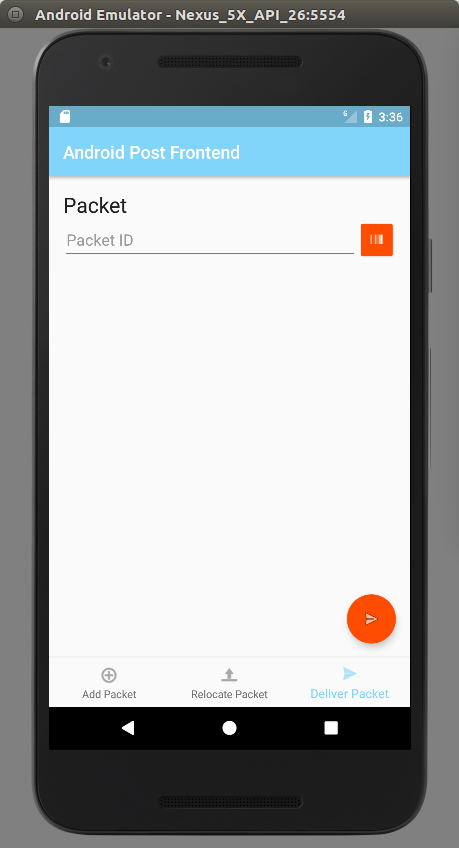 Android Emulator - Nexus_5X_API_26:5554
3:36
Android Post Frontend
Packet
Packet ID
Add Packet
Relocate Packet
Deliver Packet